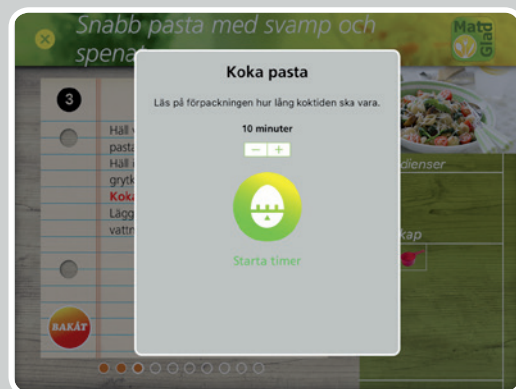 Snabb pasta med svamp och
spenat
Mat
Glad
Koka pasta
Läs på förpackningen hur lång koktiden ska vara.
10 minuter
− +
Starta timer
3
Häll
pasta
Häll i
grytk
Koka
Lägg
vattn
dienser
kap
BAKÅT